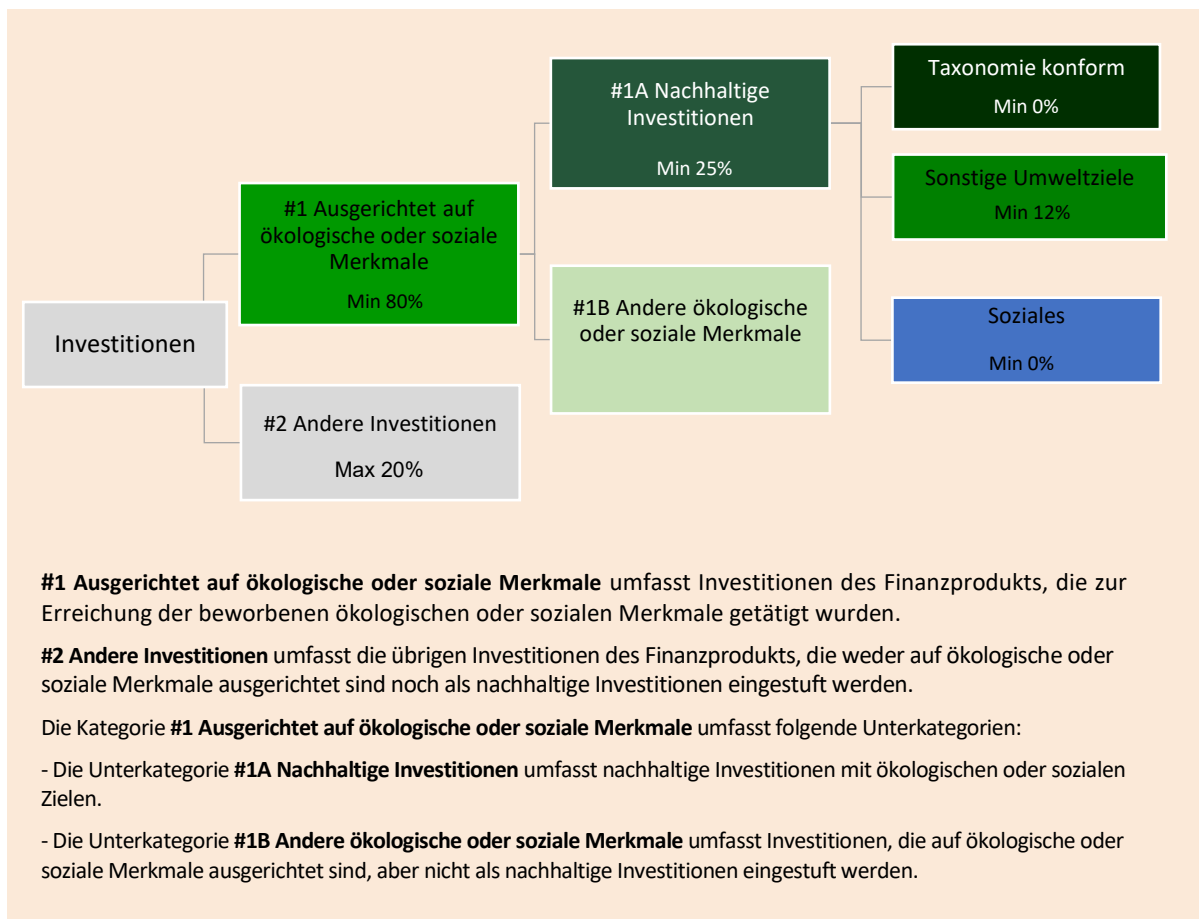 Investitionen
#1 Ausgerichtet auf
ökologische oder soziale
Merkmale
Min 80%
#2 Andere Investitionen
Max 20%
#1A Nachhaltige
Investitionen
Min 25%
#1B Andere ökologische
oder soziale Merkmale
Taxonomie konform
Min 0%
Sonstige Umweltziele
Min 12%
Soziales
Min 0%
#1 Ausgerichtet auf ökologische oder soziale Merkmale umfasst Investitionen des Finanzprodukts, die zur
Erreichung der beworbenen ökologischen oder sozialen Merkmale getätigt wurden.
#2 Andere Investitionen umfasst die übrigen Investitionen des Finanzprodukts, die weder auf ökologische oder
soziale Merkmale ausgerichtet sind noch als nachhaltige Investitionen eingestuft werden.
Die Kategorie #1 Ausgerichtet auf ökologische oder soziale Merkmale umfasst folgende Unterkategorien:
- Die Unterkategorie #1A Nachhaltige Investitionen umfasst nachhaltige Investitionen mit ökologischen oder sozialen
Zielen.
- Die Unterkategorie #1B Andere ökologische oder soziale Merkmale umfasst Investitionen, die auf ökologische oder
soziale Merkmale ausgerichtet sind, aber nicht als nachhaltige Investitionen eingestuft werden.